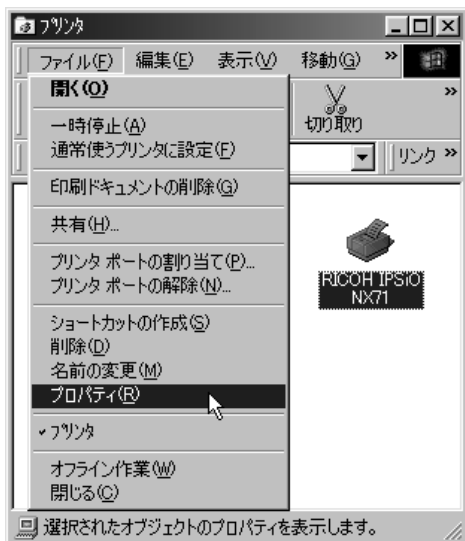 プリンタ
ファイル(F) 編集(E) 表示(V) 移動(G) »
開く(O)
一時停止(A)
通常使うプリンタに設定(F)
印刷ドキュメントの削除(G)
共有(H)...
プリンタ ポートの割り当て(P)...
プリンタ ポートの解除(N)...
ショートカットの作成(S)
削除(D)
名前の変更(M)
プロパティ(R)
✓プリンタ
オフライン作業(W)
閉じる(C)
切り取り »
リンク »
RICOH IPSiO
NX71
選択されたオブジェクトのプロパティを表示します。